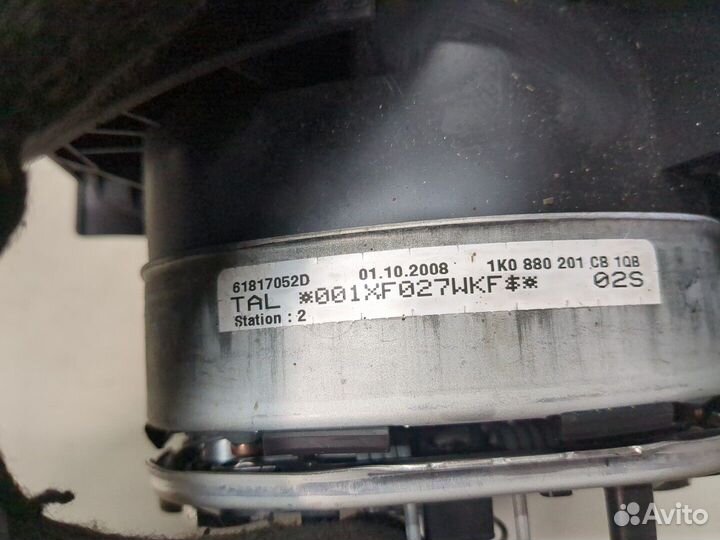 61817052D 01.10.2008 1K0 880 201 CB 1QB
TAL *001XF027WKF$* 02S
Station : 2
Avito